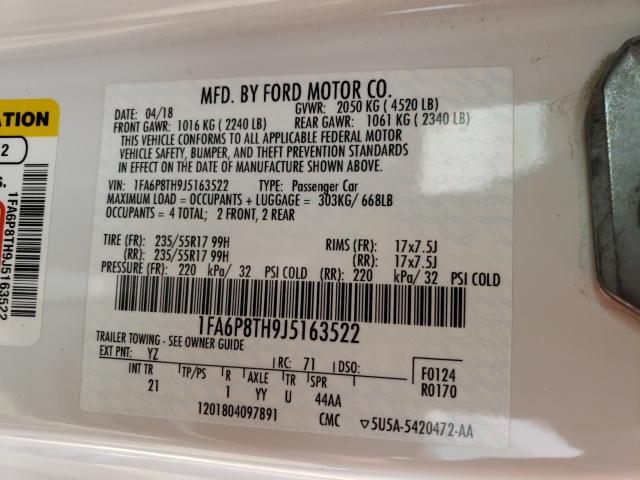 MFD. BY FORD MOTOR CO.
DATE: 04/18 GVWR: 2050 KG ( 4520 LB)
FRONT GAWR: 1016 KG ( 2240 LB) REAR GAWR: 1061 KG ( 2340 LB)
THIS VEHICLE CONFORMS TO ALL APPLICABLE FEDERAL MOTOR
VEHICLE SAFETY, BUMPER, AND THEFT PREVENTION STANDARDS
IN EFFECT ON THE DATE OF MANUFACTURE SHOWN ABOVE.
VIN: 1FA6P8TH9J5163522 TYPE: Passenger Car
MAXIMUM LOAD = OCCUPANTS + LUGGAGE = 303KG/ 668LB
OCCUPANTS = 4 TOTAL; 2 FRONT, 2 REAR
TIRE (FR): 235/55R17 99H RIMS (FR): 17x7.5J
(RR): 235/55R17 99H (RR): 17x7.5J
PRESSURE (FR): 220 kPa/ 32 PSI COLD (RR): 220 kPa/ 32 PSI COLD
1FA6P8TH9J5163522
TRAILER TOWING - SEE OWNER GUIDE
EXT PNT: YZ RC: 71 DSO: F0124
R0170
INT TR TP/PS R AXLE TR SPR
21 1 YY U 44AA
1201804097891 CMC 5U5A-5420472-AA
ATION
2
S.
1FA6P8TH9J5163522